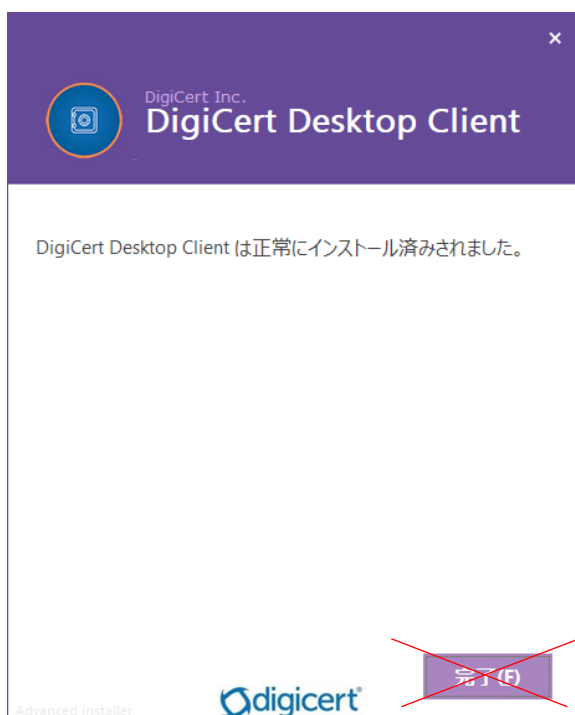 ×
DigiCert Inc.
DigiCert Desktop Client
DigiCert Desktop Client は正常にインストール済みされました。
完了(F)
digicert
Advanced Installer